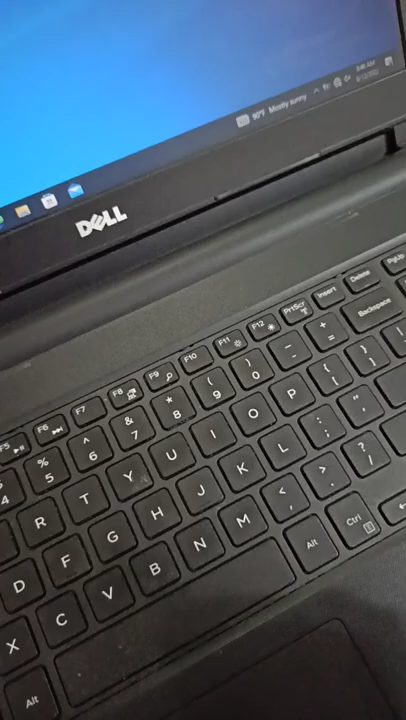 90°F Mostly sunny
DELL
F5 F6 F7 F8 F9 F10 F11 F12 PrtScr Insert Delete PgUp
4 % 5 ^ 6 & 7 * 8 ( 9 ) 0 _ - + = Backspace
R T Y U I O P { [ } ]
D F G H J K L : ; " '
X C V B N M < , > . ? /
Alt Alt Ctrl